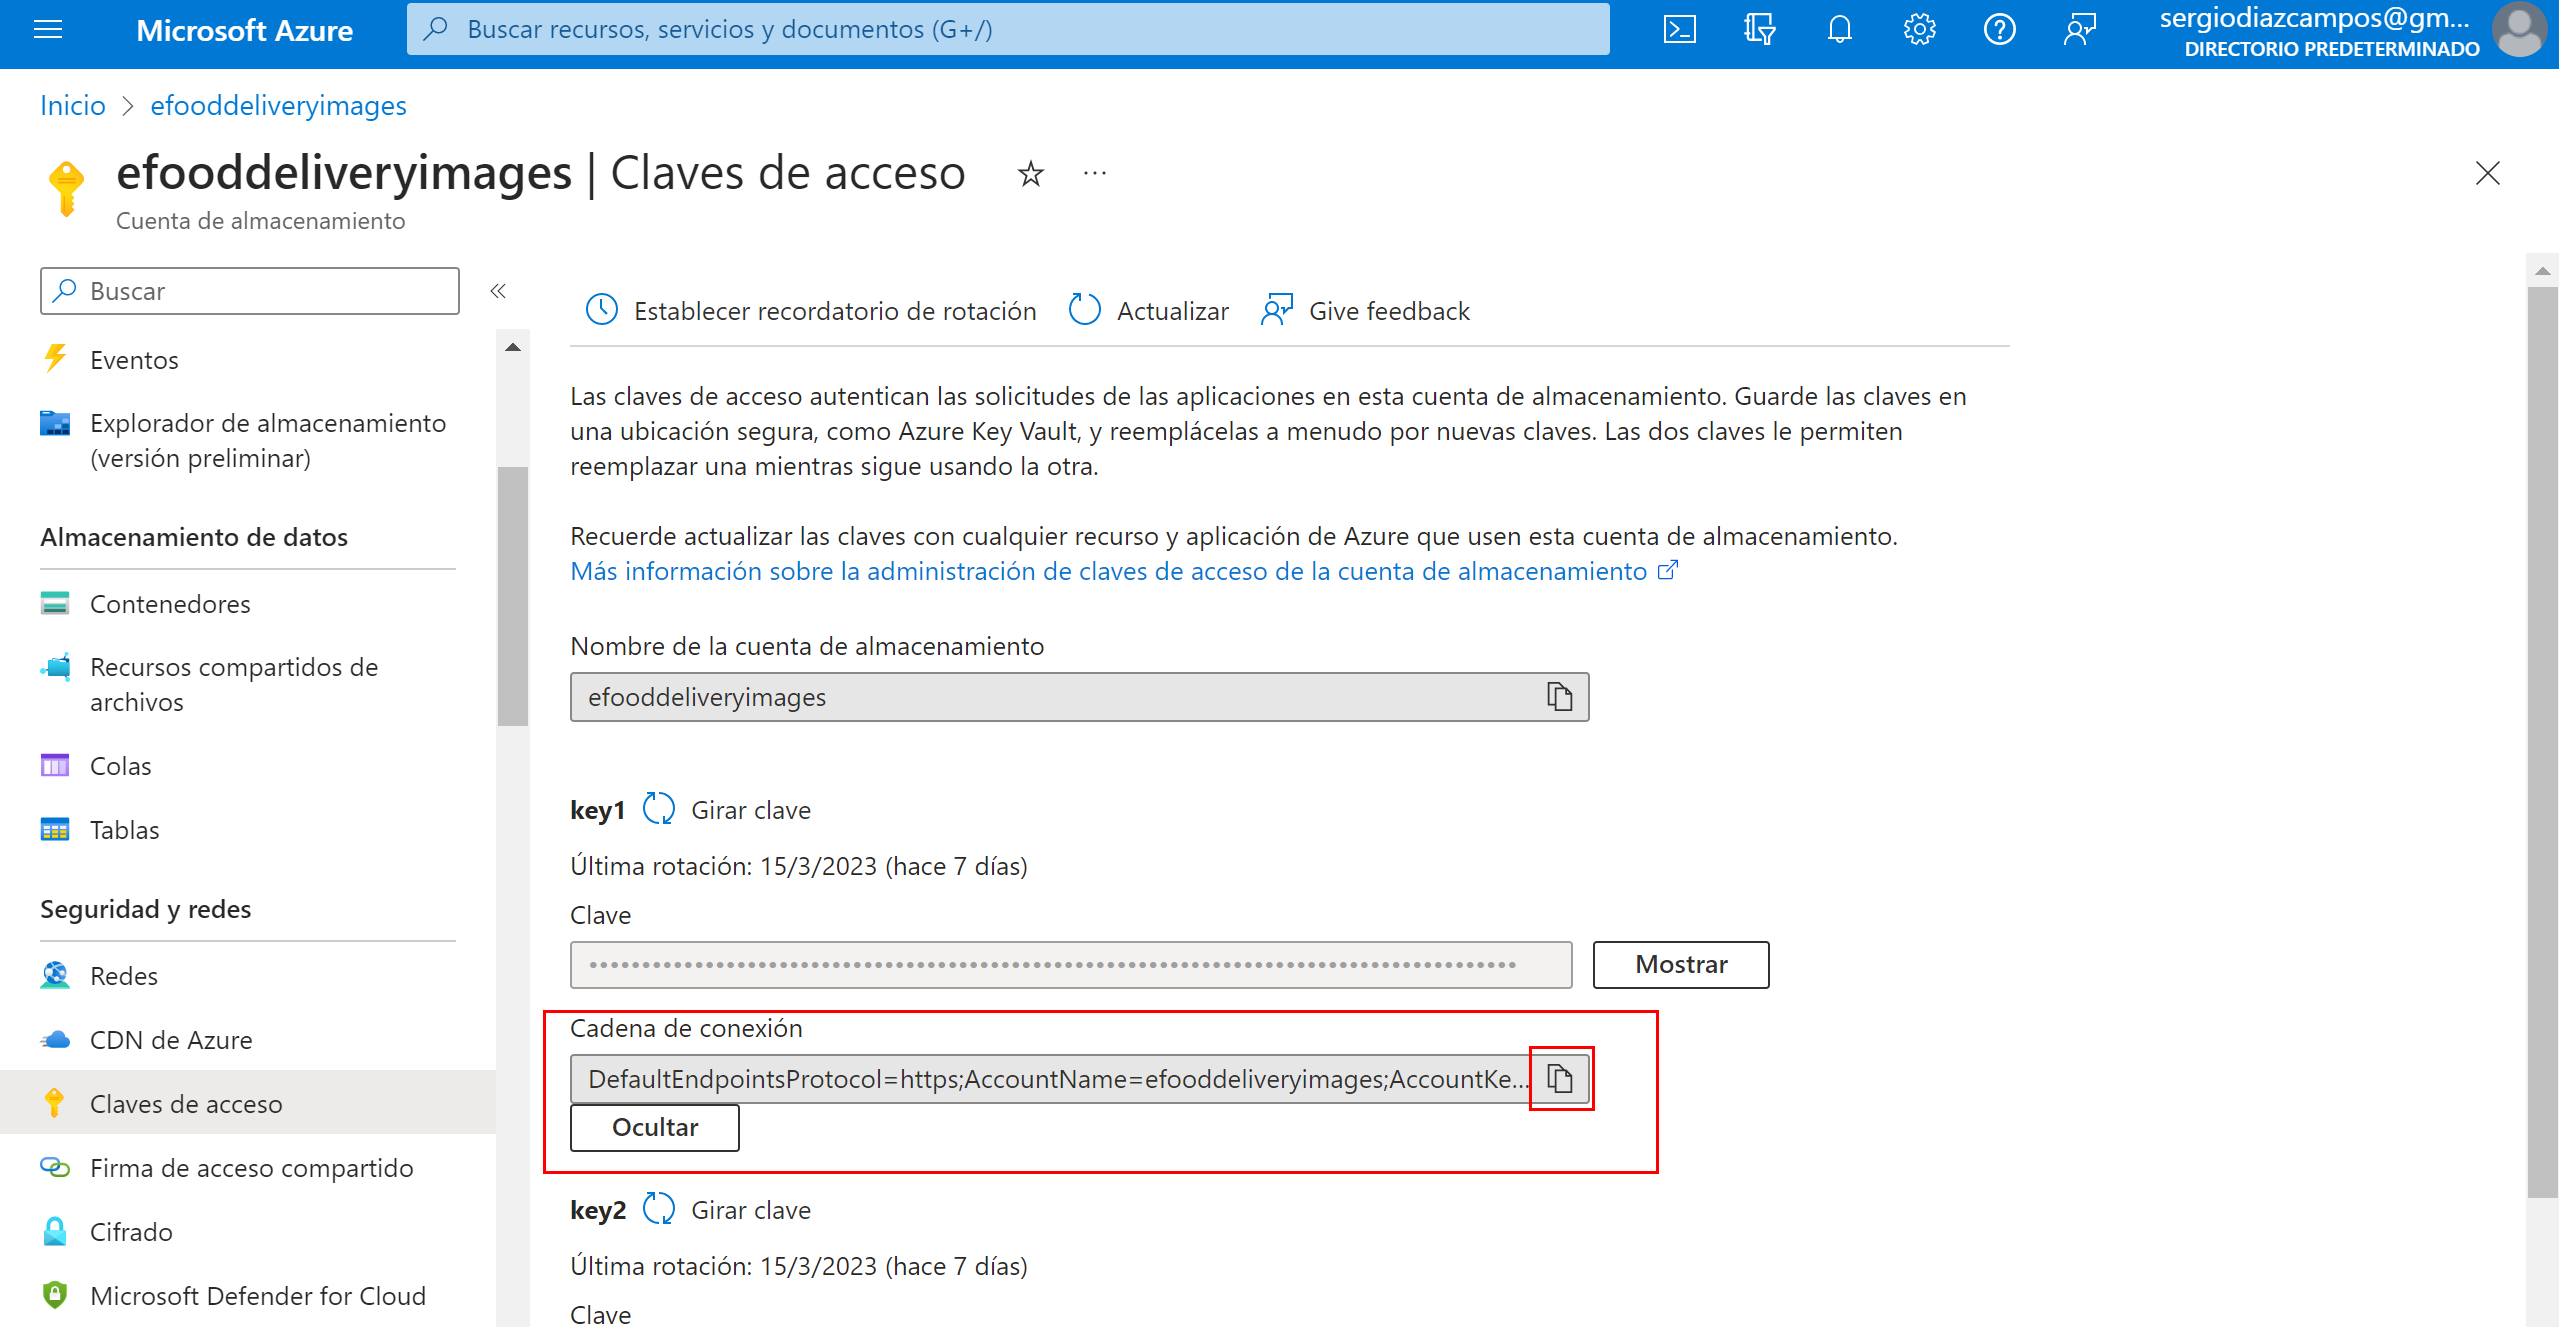 Microsoft Azure
Buscar recursos, servicios y documentos (G+/)
sergiodiazcampos@gm...
DIRECTORIO PREDETERMINADO
Inicio > efooddeliveryimages
efooddeliveryimages | Claves de acceso ☆ ...
Cuenta de almacenamiento
Buscar
«
Eventos
Explorador de almacenamiento
(versión preliminar)
Almacenamiento de datos
Contenedores
Recursos compartidos de
archivos
Colas
Tablas
Seguridad y redes
Redes
CDN de Azure
Claves de acceso
Firma de acceso compartido
Cifrado
Microsoft Defender for Cloud
Establecer recordatorio de rotación
Actualizar
Give feedback
Las claves de acceso autentican las solicitudes de las aplicaciones en esta cuenta de almacenamiento. Guarde las claves en
una ubicación segura, como Azure Key Vault, y reemplácelas a menudo por nuevas claves. Las dos claves le permiten
reemplazar una mientras sigue usando la otra.
Recuerde actualizar las claves con cualquier recurso y aplicación de Azure que usen esta cuenta de almacenamiento.
Más información sobre la administración de claves de acceso de la cuenta de almacenamiento
Nombre de la cuenta de almacenamiento
efooddeliveryimages
key1 Girar clave
Última rotación: 15/3/2023 (hace 7 días)
Clave
Mostrar
Cadena de conexión
DefaultEndpointsProtocol=https;AccountName=efooddeliveryimages;AccountKe...
Ocultar
key2 Girar clave
Última rotación: 15/3/2023 (hace 7 días)
Clave